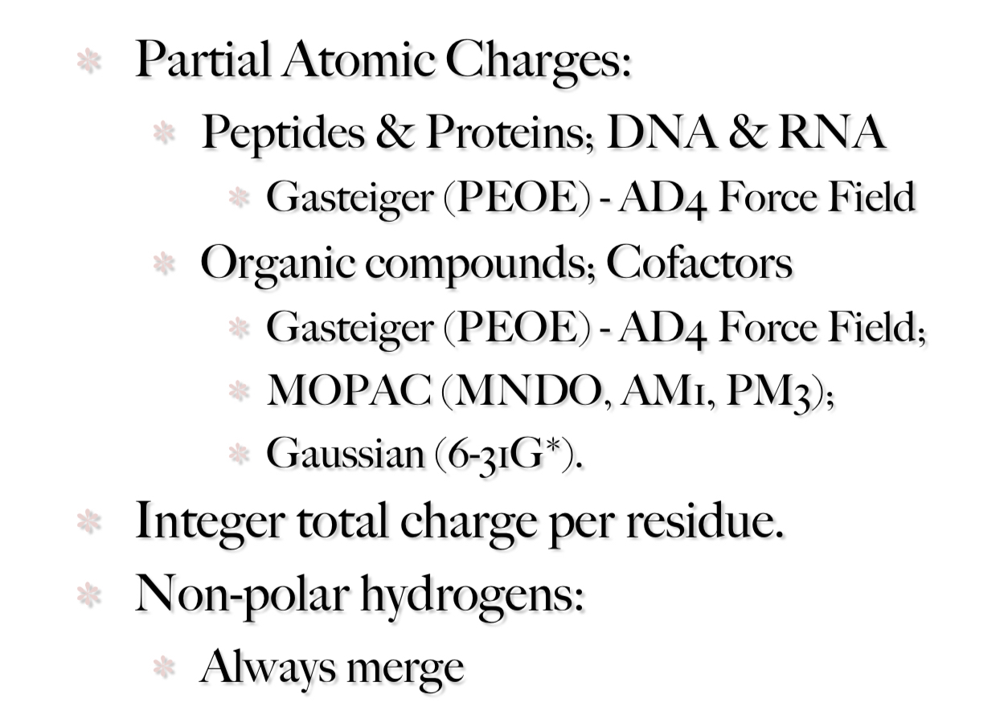 Partial Atomic Charges:
Peptides & Proteins; DNA & RNA
Gasteiger (PEOE) - AD4 Force Field
Organic compounds; Cofactors
Gasteiger (PEOE) - AD4 Force Field;
MOPAC (MNDO, AM1, PM3);
Gaussian (6-31G*).
Integer total charge per residue.
Non-polar hydrogens:
Always merge